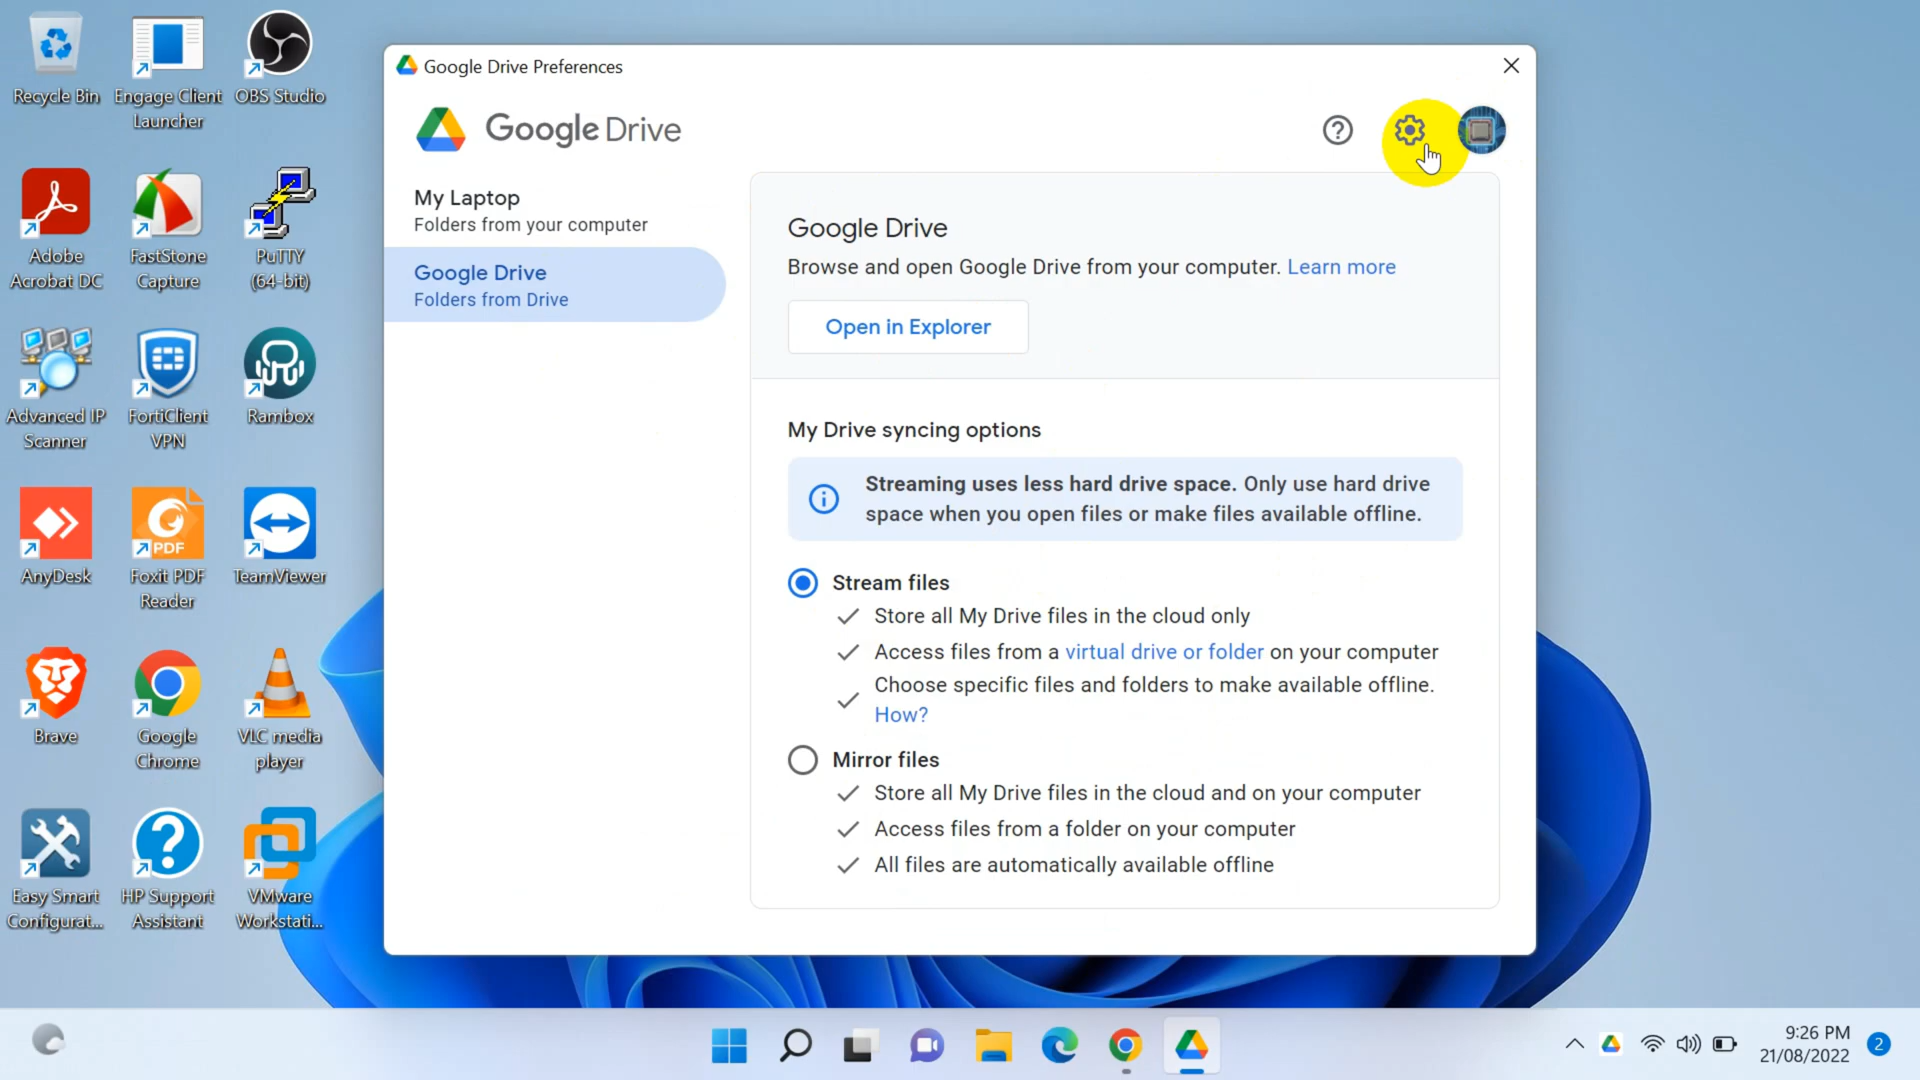 Recycle Bin
Engage Client
Launcher
OBS Studio
Adobe
Acrobat DC
FastStone
Capture
PuTTY
(64-bit)
Advanced IP
Scanner
FortiClient
VPN
Rambox
AnyDesk
PDF
Foxit PDF
Reader
TeamViewer
Brave
Google
Chrome
VLC media
player
Easy Smart
Configurat...
HP Support
Assistant
VMware
Workstati...
Google Drive Preferences
Google Drive
My Laptop
Folders from your computer
Google Drive
Folders from Drive
Google Drive
Browse and open Google Drive from your computer. Learn more
Open in Explorer
My Drive syncing options
Streaming uses less hard drive space. Only use hard drive
space when you open files or make files available offline.
Stream files
Store all My Drive files in the cloud only
Access files from a virtual drive or folder on your computer
Choose specific files and folders to make available offline.
How?
Mirror files
Store all My Drive files in the cloud and on your computer
Access files from a folder on your computer
All files are automatically available offline
9:26 PM
21/08/2022
2